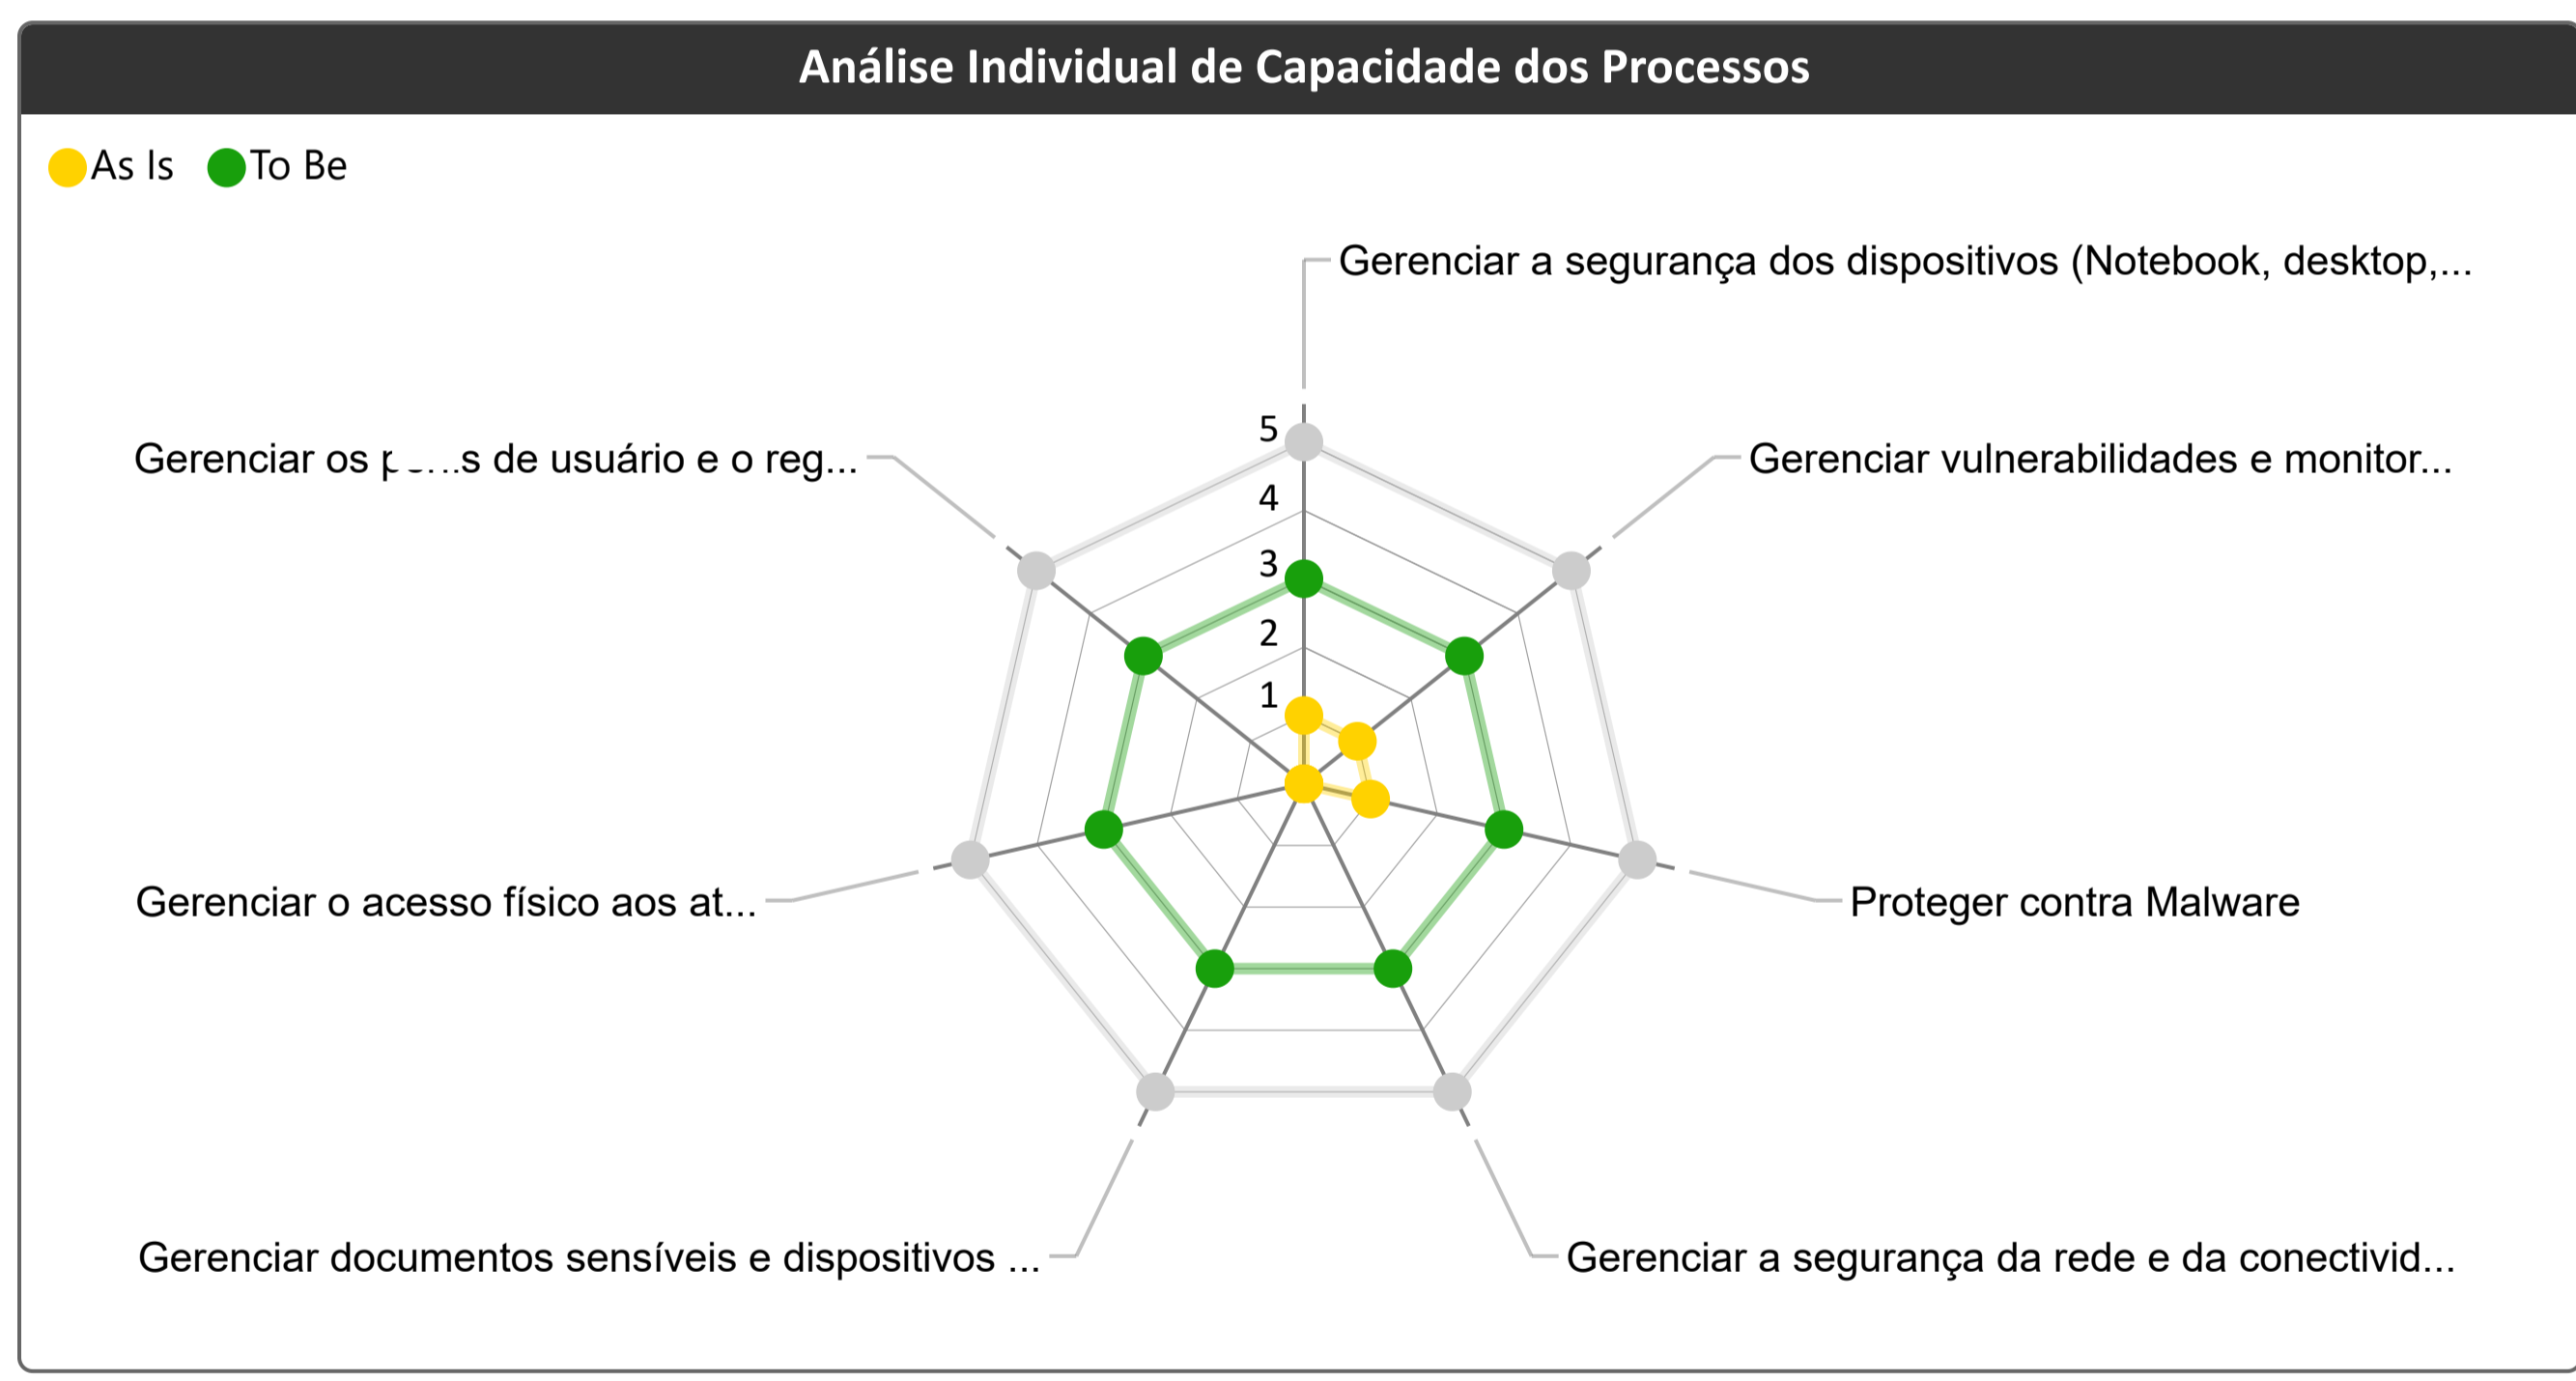 Análise Individual de Capacidade dos Processos
As Is To Be
Gerenciar a segurança dos dispositivos (Notebook, desktop,...
Gerenciar os de usuário e o reg...
Gerenciar vulnerabilidades e monitor...
5
4
3
2
1
Gerenciar o acesso físico aos at...
Proteger contra Malware
Gerenciar documentos sensíveis e dispositivos ...
Gerenciar a segurança da rede e da conectivid...